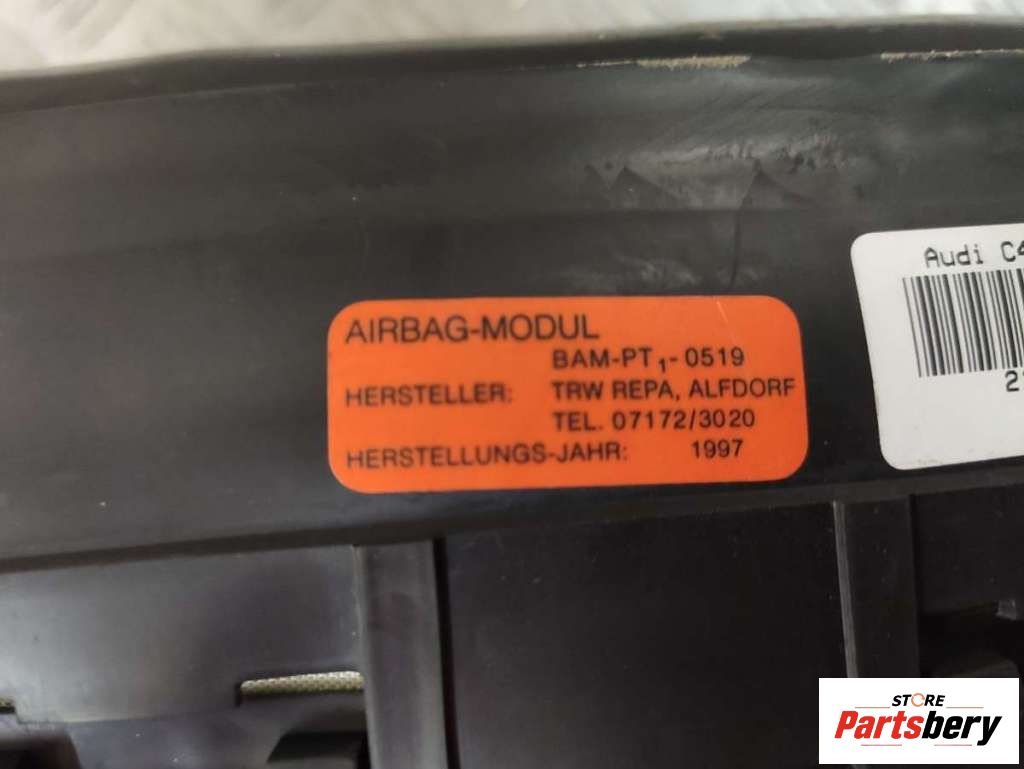 AIRBAG-MODUL
BAM-PT₁-0519
HERSTELLER: TRW REPA, ALFDORF
TEL. 07172/3020
HERSTELLUNGS-JAHR: 1997
Audi C4
STORE
Partsbery